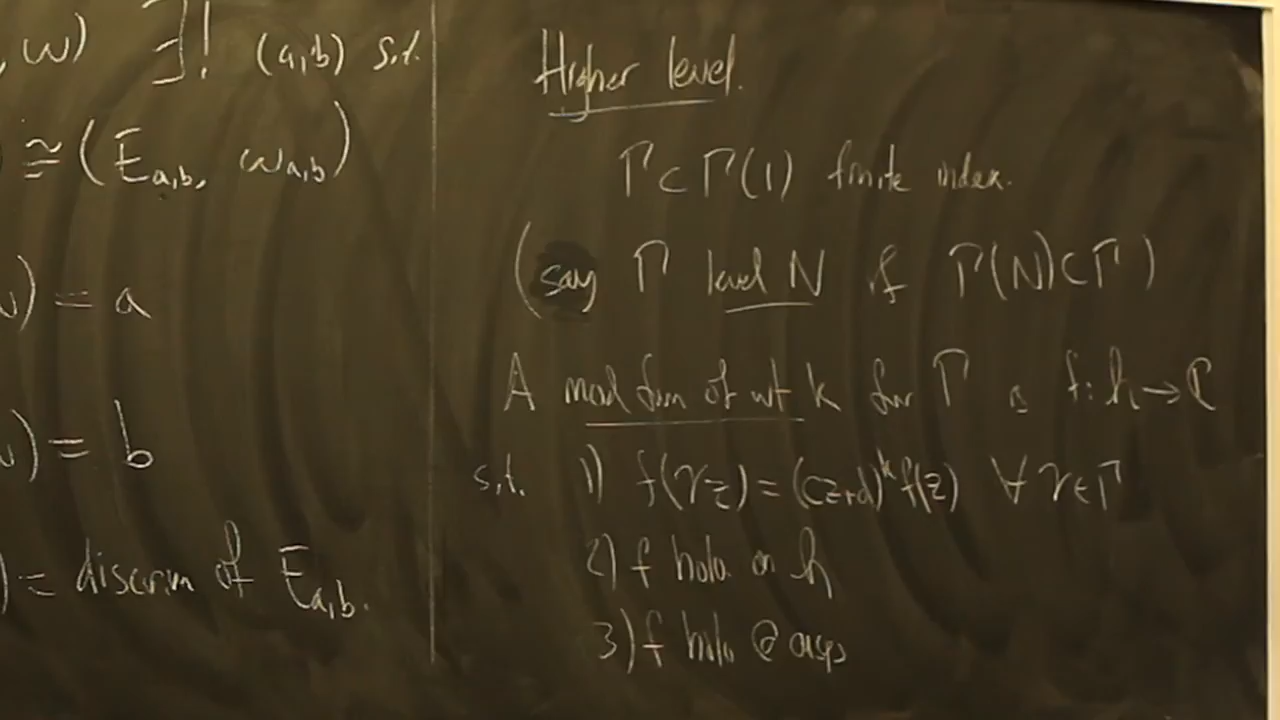 , ω) ∃! (a,b) s.t.
≅ (E_{a,b}, ω_{a,b})
) = a
) = b
) = discrim of E_{a,b}.
Higher level.
Γ ⊂ Γ(1) finite index.
(say Γ level N if Γ(N) ⊂ Γ)
A mod form of wt k for Γ is f: h → ℂ
s.t. 1) f(γz) = (cz+d)^k f(z) ∀ γ ∈ Γ
2) f holo. on h
3) f holo @ cusps